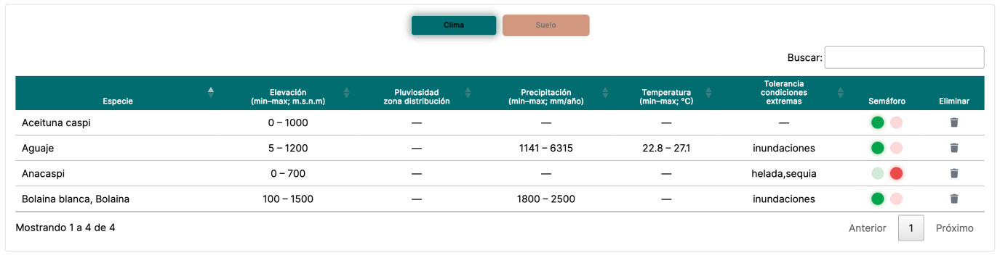 Clima Suelo
Buscar:
Especie Elevación (min–max; m.s.n.m) Pluviosidad zona distribución Precipitación (min–max; mm/año) Temperatura (min–max; °C) Tolerancia condiciones extremas Semáforo Eliminar
Aceituna caspi 0 – 1000 — — — —
Aguaje 5 – 1200 — 1141 – 6315 22.8 – 27.1 inundaciones
Anacaspi 0 – 700 — — — helada,sequia
Bolaina blanca, Bolaina 100 – 1500 — 1800 – 2500 — inundaciones
Mostrando 1 a 4 de 4 Anterior 1 Próximo